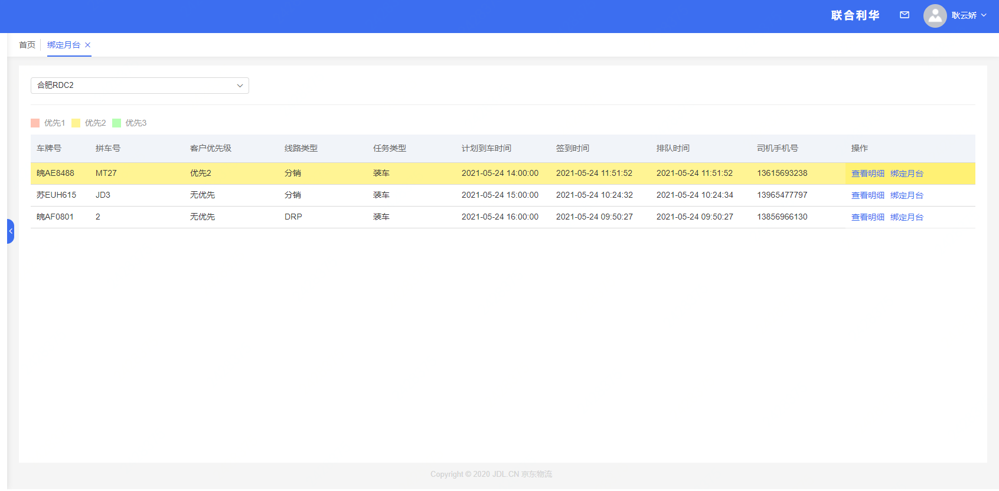 联合利华 耿云娇
首页 绑定月台
合肥RDC2
优先1 优先2 优先3
车牌号 拼车号 客户优先级 线路类型 任务类型 计划到车时间 签到时间 排队时间 司机手机号 操作
皖AE8488 MT27 优先2 分销 装车 2021-05-24 14:00:00 2021-05-24 11:51:52 2021-05-24 11:51:52 13615693238 查看明细 绑定月台
苏EUH615 JD3 无优先 分销 装车 2021-05-24 15:00:00 2021-05-24 10:24:32 2021-05-24 10:24:34 13965477797 查看明细 绑定月台
皖AF0801 2 无优先 DRP 装车 2021-05-24 16:00:00 2021-05-24 09:50:27 2021-05-24 09:50:27 13856966130 查看明细 绑定月台
Copyright © 2020 JDL.CN 京东物流